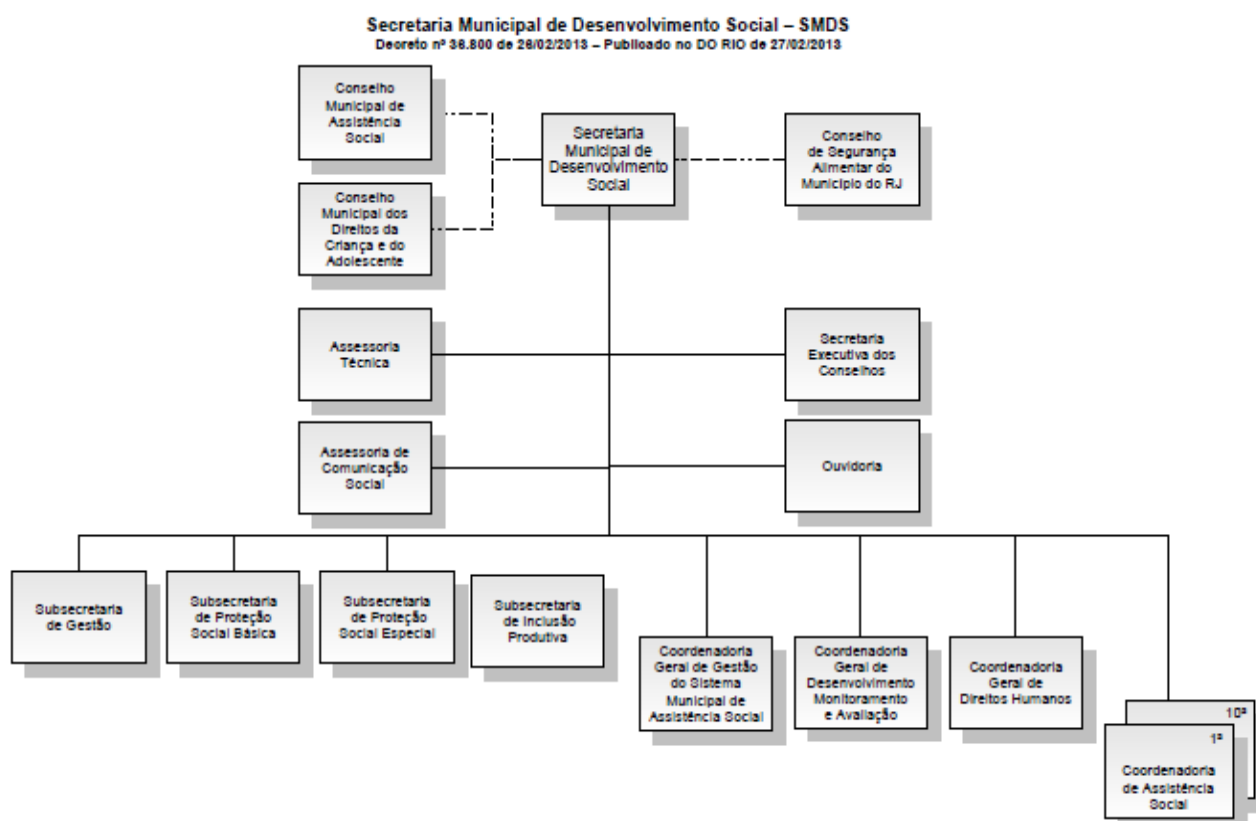 Secretaria Municipal de Desenvolvimento Social – SMDS
Decreto nº 36.800 de 26/02/2013 – Publicado no DO RIO de 27/02/2013
Conselho
Municipal de
Assistência
Social
Secretaria
Municipal de
Desenvolvimento
Social
Conselho
de Segurança
Alimentar do
Município do RJ
Conselho
Municipal dos
Direitos da
Criança e do
Adolescente
Assessoria
Técnica
Secretaria
Executiva dos
Conselhos
Assessoria de
Comunicação
Social
Ouvidoria
Subsecretaria
de Gestão
Subsecretaria
de Proteção
Social Básica
Subsecretaria
de Proteção
Social Especial
Subsecretaria
de Inclusão
Produtiva
Coordenadoria
Geral de Gestão
do Sistema
Municipal de
Assistência Social
Coordenadoria
Geral de
Desenvolvimento
Monitoramento
e Avaliação
Coordenadoria
Geral de
Direitos Humanos
10ª
1ª
Coordenadoria
de Assistência
Social